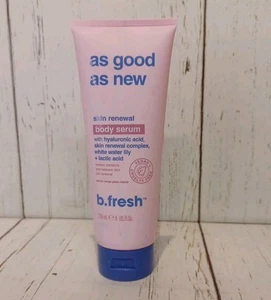 as good
as new
skin renewal
body serum
with hyaluronic acid,
skin renewal complex,
white water lily
+ lactic acid
b.fresh™